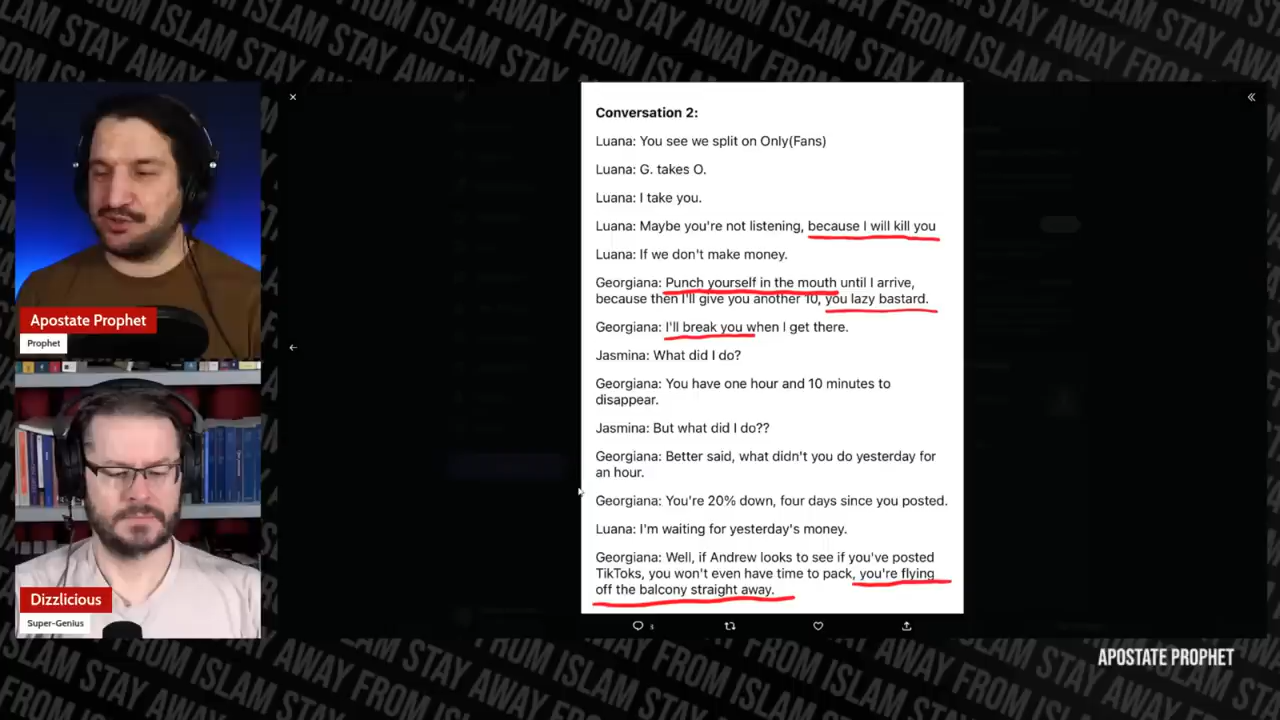 Conversation 2:
Luana: You see we split on Only(Fans)
Luana: G. takes O.
Luana: I take you.
Luana: Maybe you're not listening, because I will kill you
Luana: If we don't make money.
Georgiana: Punch yourself in the mouth until I arrive,
because then I'll give you another 10, you lazy bastard.
Georgiana: I'll break you when I get there.
Jasmina: What did I do?
Georgiana: You have one hour and 10 minutes to
disappear.
Jasmina: But what did I do??
Georgiana: Better said, what didn't you do yesterday for
an hour.
Georgiana: You're 20% down, four days since you posted.
Luana: I'm waiting for yesterday's money.
Georgiana: Well, if Andrew looks to see if you've posted
TikToks, you won't even have time to pack, you're flying
off the balcony straight away.
Apostate Prophet
Prophet
Dizzlicious
Super-Genius
APOSTATE PROPHET
STAY AWAY FROM ISLAM